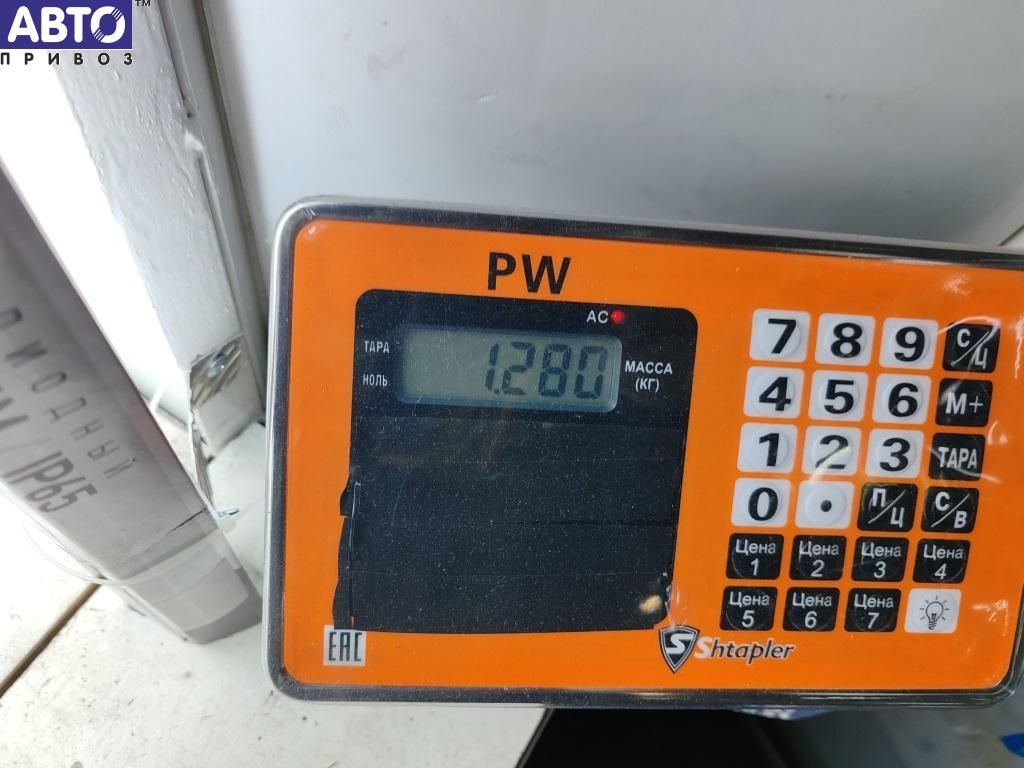 АВТО™
ПРИВОЗ
ДИОДНЫЙ
/IP65
PW
AC
ТАРА
НОЛЬ
1.280
МАССА
(КГ)
7 8 9 С/Ц
4 5 6 М+
1 2 3 ТАРА
0 • П/Ц С/В
Цена 1 Цена 2 Цена 3 Цена 4
Цена 5 Цена 6 Цена 7
EAC
S Shtapler